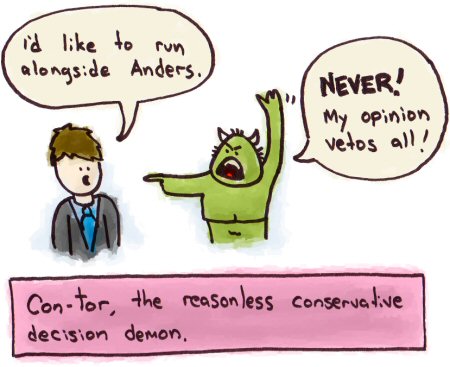 I'd like to run
alongside Anders.
NEVER!
My opinion
vetos all!
Con-tor, the reasonless conservative
decision demon.